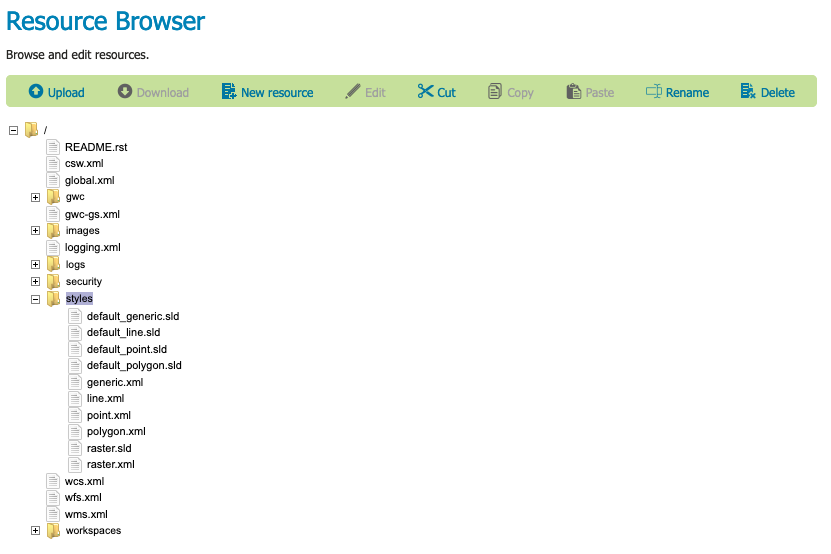 Resource Browser
Browse and edit resources.
Upload Download New resource Edit Cut Copy Paste Rename Delete
/
README.rst
csw.xml
global.xml
gwc
gwc-gs.xml
images
logging.xml
logs
security
styles
default_generic.sld
default_line.sld
default_point.sld
default_polygon.sld
generic.xml
line.xml
point.xml
polygon.xml
raster.sld
raster.xml
wcs.xml
wfs.xml
wms.xml
workspaces